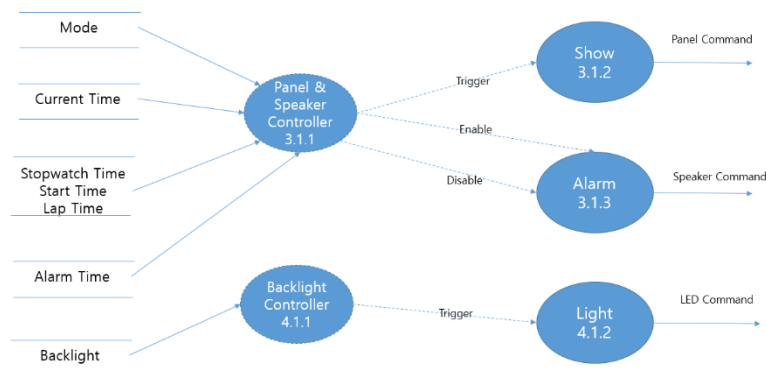 Mode
Current Time
Stopwatch Time
Start Time
Lap Time
Alarm Time
Backlight
Panel &
Speaker
Controller
3.1.1
Backlight
Controller
4.1.1
Trigger
Enable
Disable
Trigger
Show
3.1.2
Alarm
3.1.3
Light
4.1.2
Panel Command
Speaker Command
LED Command